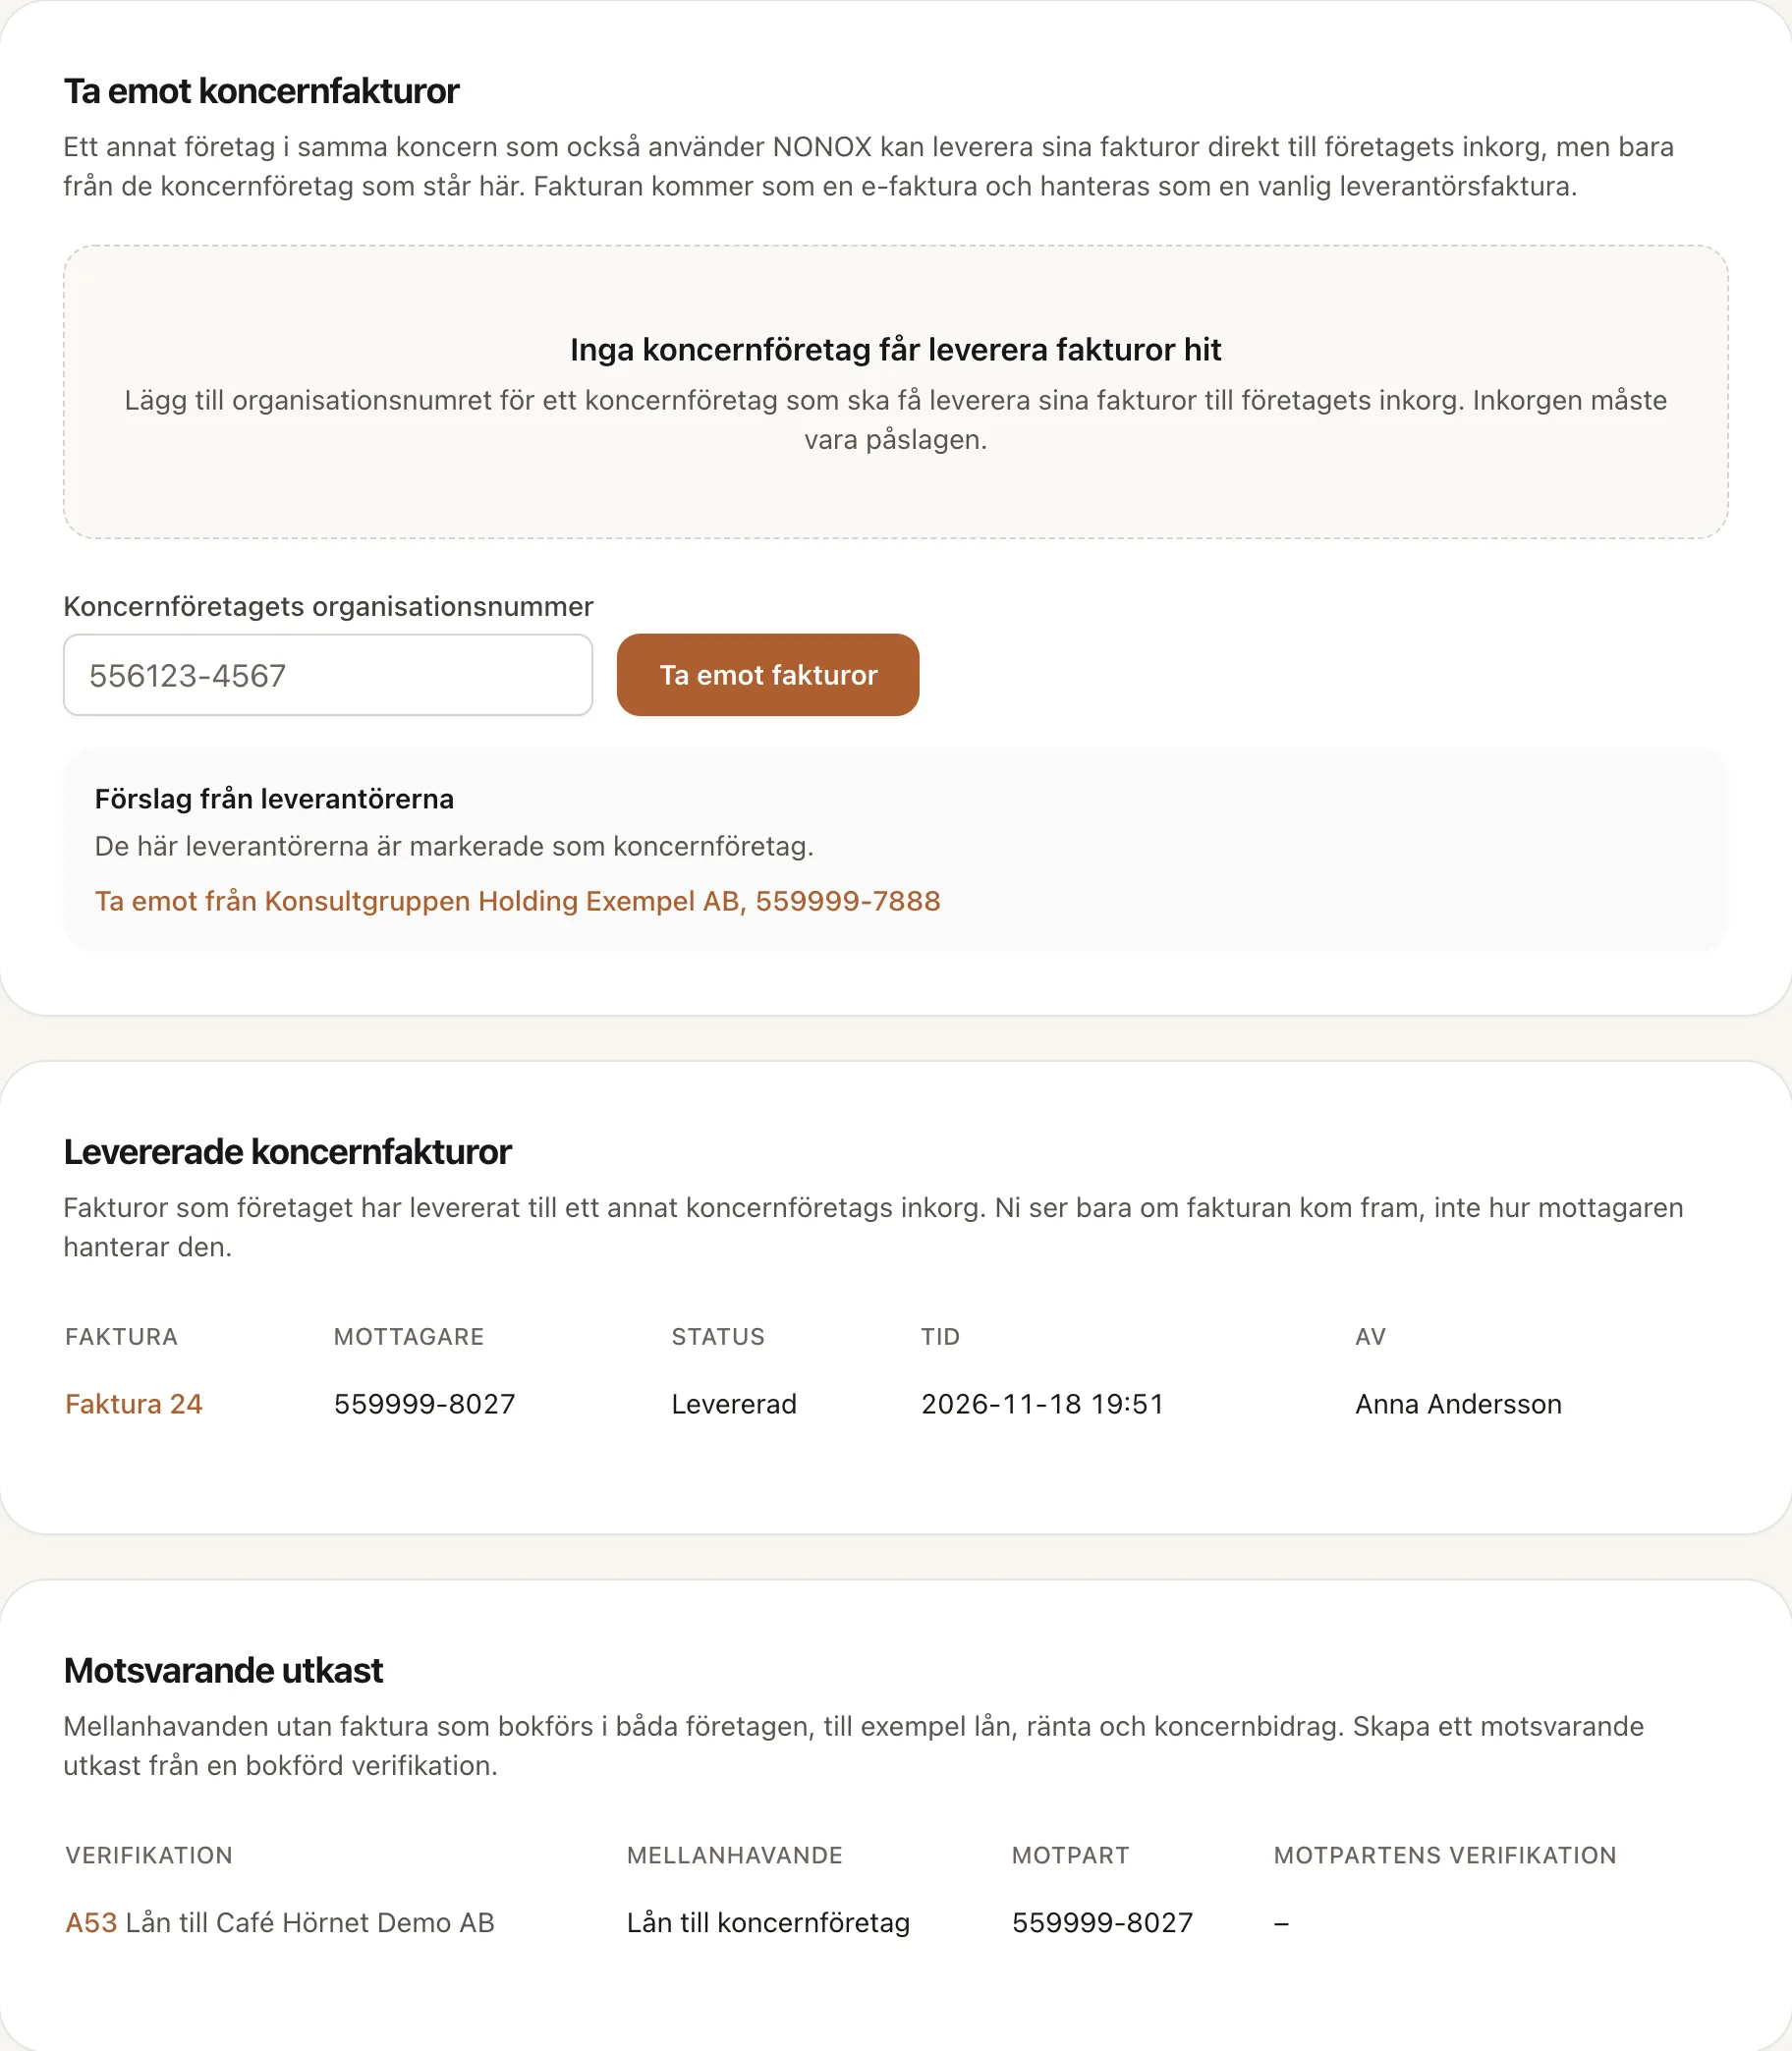 Ta emot koncernfakturor
Ett annat företag i samma koncern som också använder NONOX kan leverera sina fakturor direkt till företagets inkorg, men bara
från de koncernföretag som står här. Fakturan kommer som en e-faktura och hanteras som en vanlig leverantörsfaktura.
Inga koncernföretag får leverera fakturor hit
Lägg till organisationsnumret för ett koncernföretag som ska få leverera sina fakturor till företagets inkorg. Inkorgen måste
vara påslagen.
Koncernföretagets organisationsnummer
556123-4567
Ta emot fakturor
Förslag från leverantörerna
De här leverantörerna är markerade som koncernföretag.
Ta emot från Konsultgruppen Holding Exempel AB, 559999-7888
Levererade koncernfakturor
Fakturor som företaget har levererat till ett annat koncernföretags inkorg. Ni ser bara om fakturan kom fram, inte hur mottagaren
hanterar den.
FAKTURA MOTTAGARE STATUS TID AV
Faktura 24 559999-8027 Levererad 2026-11-18 19:51 Anna Andersson
Motsvarande utkast
Mellanhavanden utan faktura som bokförs i båda företagen, till exempel lån, ränta och koncernbidrag. Skapa ett motsvarande
utkast från en bokförd verifikation.
VERIFIKATION MELLANHAVANDE MOTPART MOTPARTENS VERIFIKATION
A53 Lån till Café Hörnet Demo AB Lån till koncernföretag 559999-8027 –